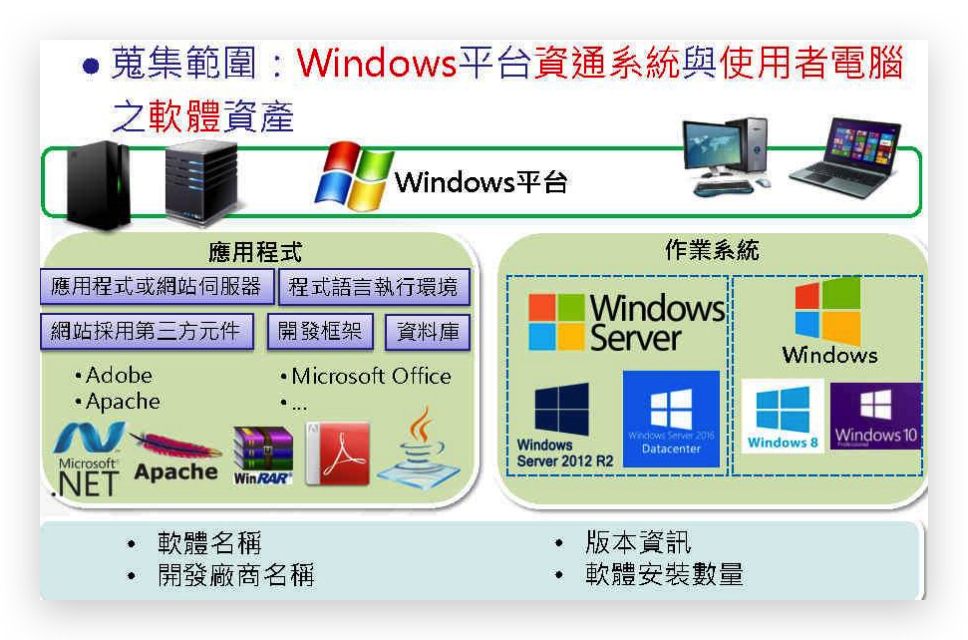 • 蒐集範圍：Windows平台資通系統與使用者電腦
之軟體資產
Windows平台
應用程式
應用程式或網站伺服器
程式語言執行環境
網站採用第三方元件
開發框架
資料庫
•Adobe
•Apache
•Microsoft Office
•...
Microsoft
.NET
Apache
WinRAR
作業系統
Windows
Server
Windows
Server 2012 R2
Windows Server 2016
Datacenter
Windows
Windows 8
Windows 10
Professional
• 軟體名稱
• 開發廠商名稱
• 版本資訊
• 軟體安裝數量